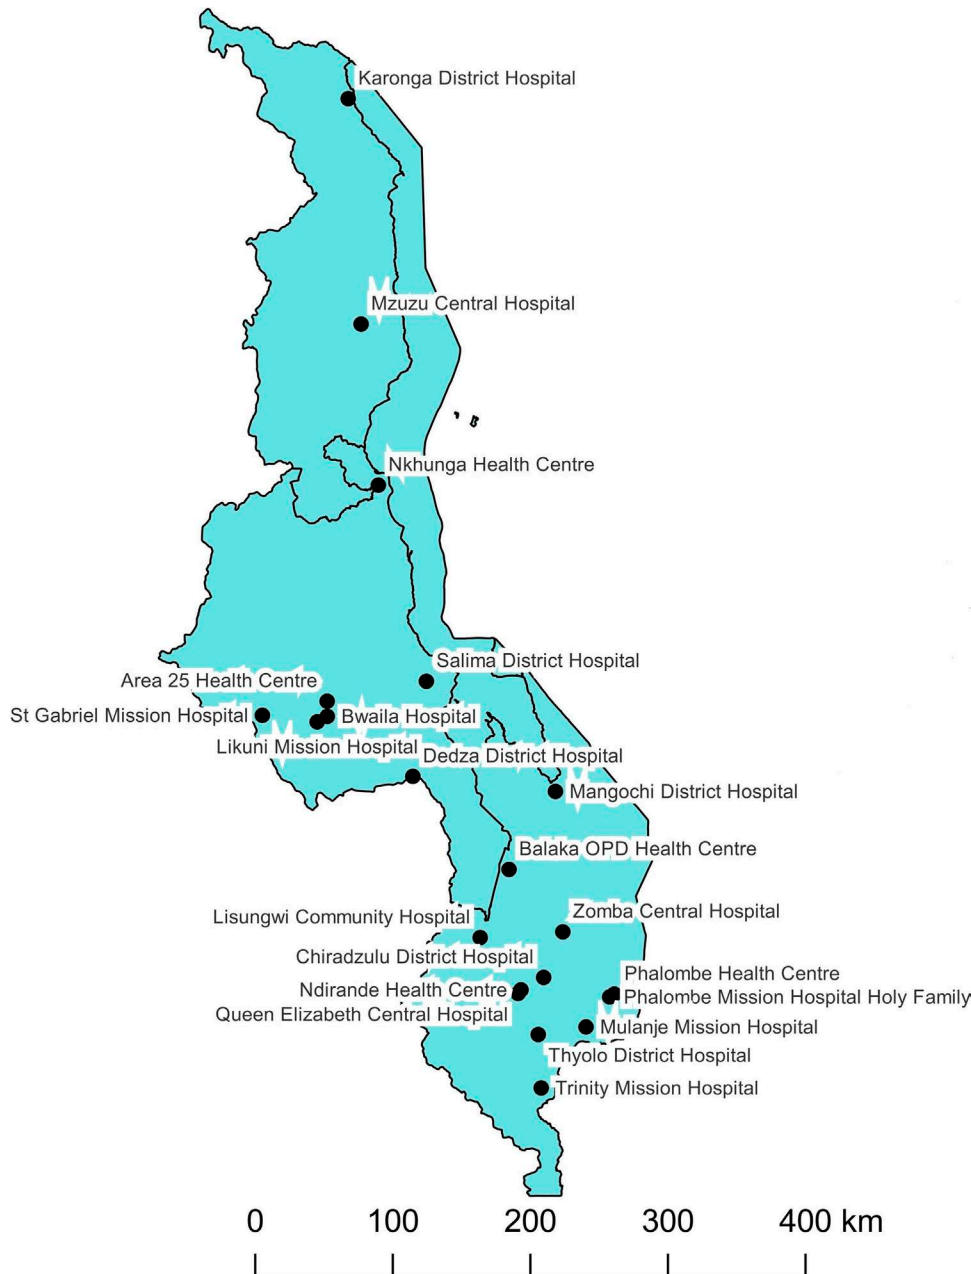 Karonga District Hospital
Mzuzu Central Hospital
Nkhunga Health Centre
Salima District Hospital
Area 25 Health Centre
St Gabriel Mission Hospital
Bwaila Hospital
Likuni Mission Hospital
Dedza District Hospital
Mangochi District Hospital
Balaka OPD Health Centre
Zomba Central Hospital
Lisungwi Community Hospital
Chiradzulu District Hospital
Phalombe Health Centre
Ndirande Health Centre
Phalombe Mission Hospital Holy Family
Queen Elizabeth Central Hospital
Mulanje Mission Hospital
Thyolo District Hospital
Trinity Mission Hospital
0 100 200 300 400 km